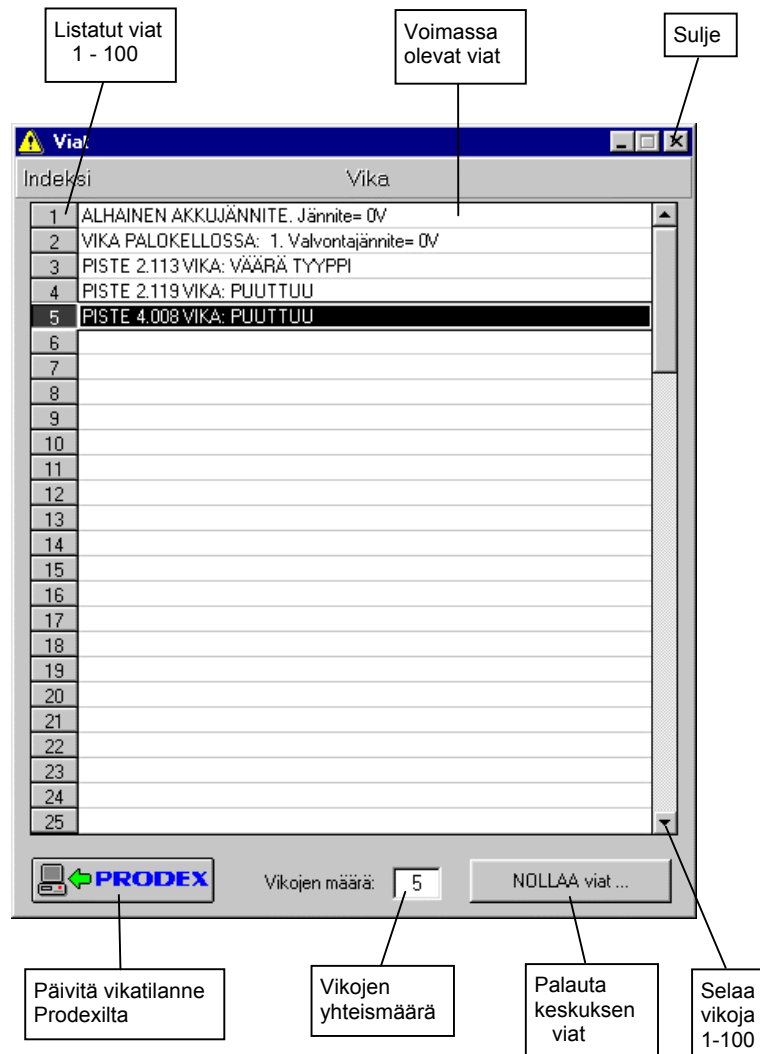 Listatut viat
1 - 100
Voimassa
olevat viat
Sulje
Viat
Indeksi Vika
1 ALHAINEN AKKUJÄNNITE. Jännite= 0V
2 VIKA PALOKELLOSSA: 1. Valvontajännite= 0V
3 PISTE 2.113 VIKA: VÄÄRÄ TYYPPI
4 PISTE 2.119 VIKA: PUUTTUU
5 PISTE 4.008 VIKA: PUUTTUU
6
7
8
9
10
11
12
13
14
15
16
17
18
19
20
21
22
23
24
25
PRODEX Vikojen määrä: 5 NOLLAA viat ...
Päivitä vikatilanne
Prodexilta
Vikojen
yhteismäärä
Palauta
keskuksen
viat
Selaa
vikoja
1-100